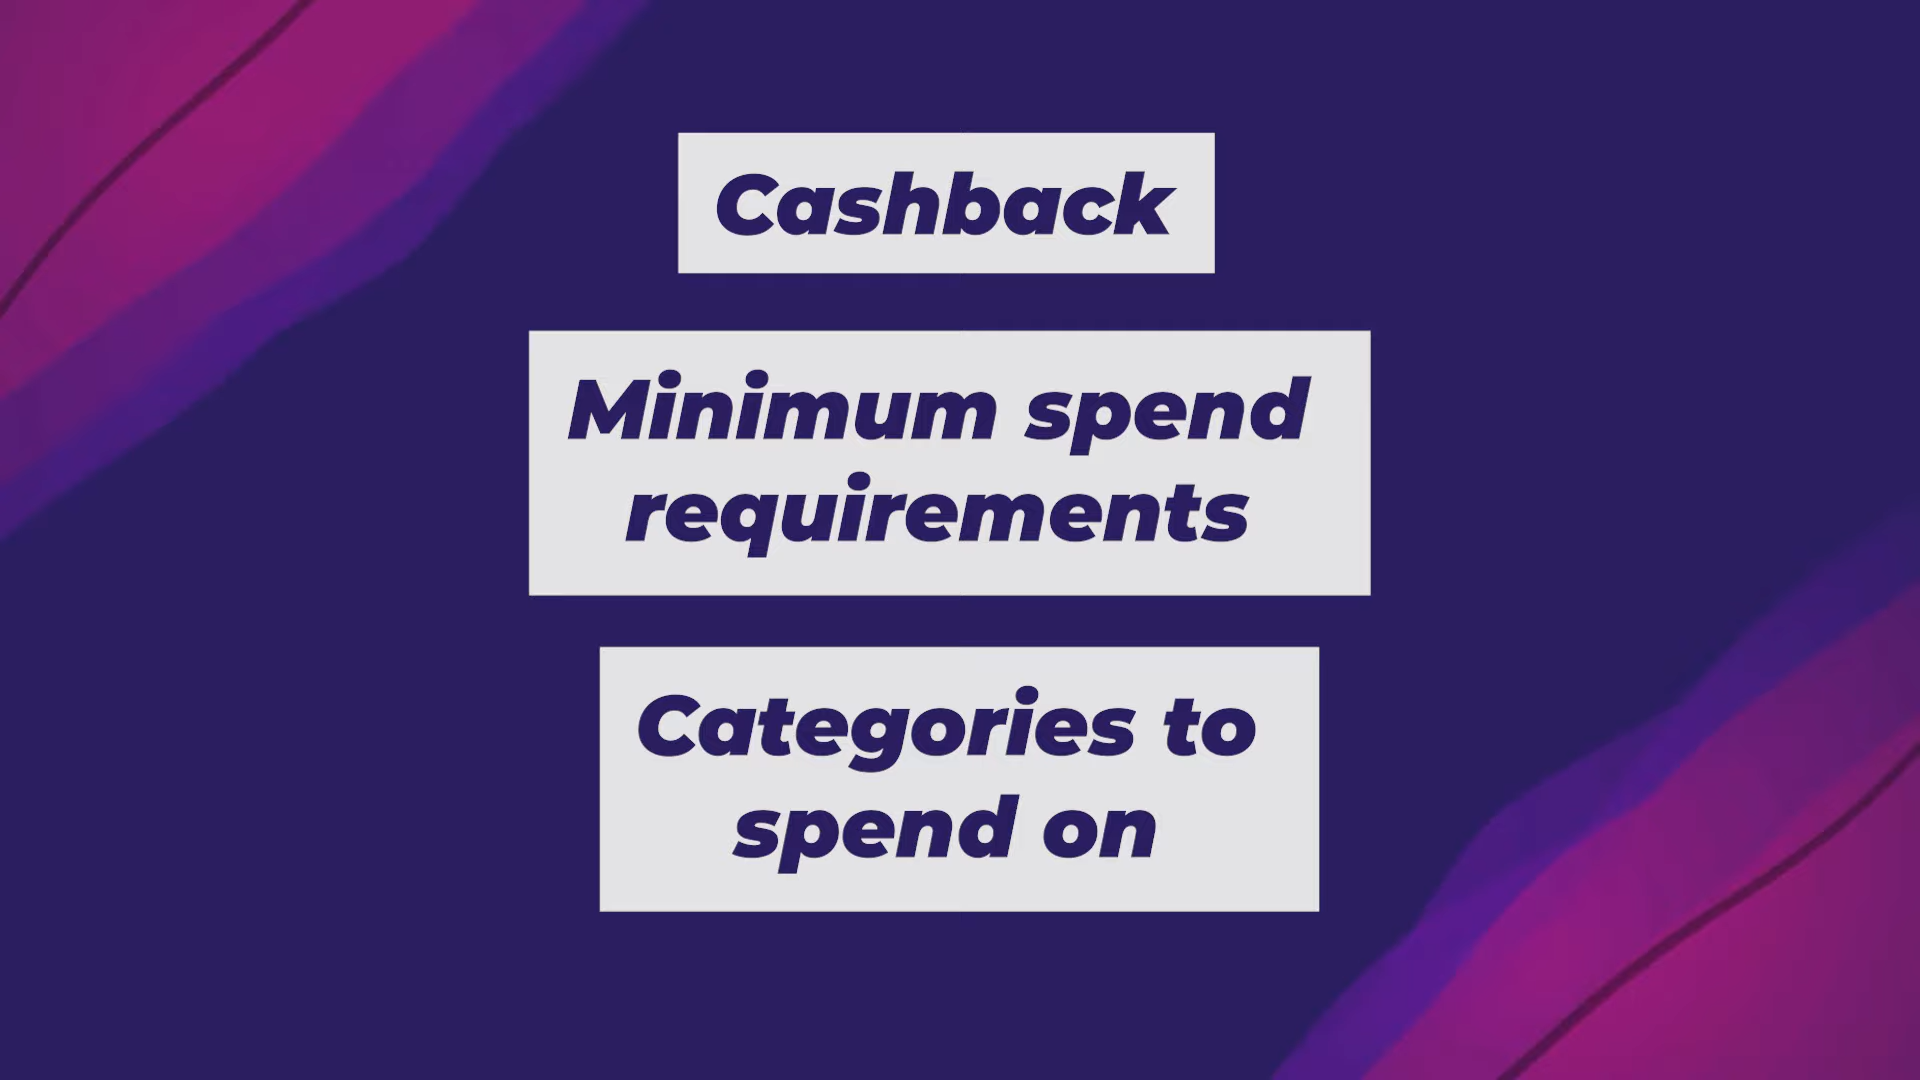 Cashback
Minimum spend
requirements
Categories to
spend on